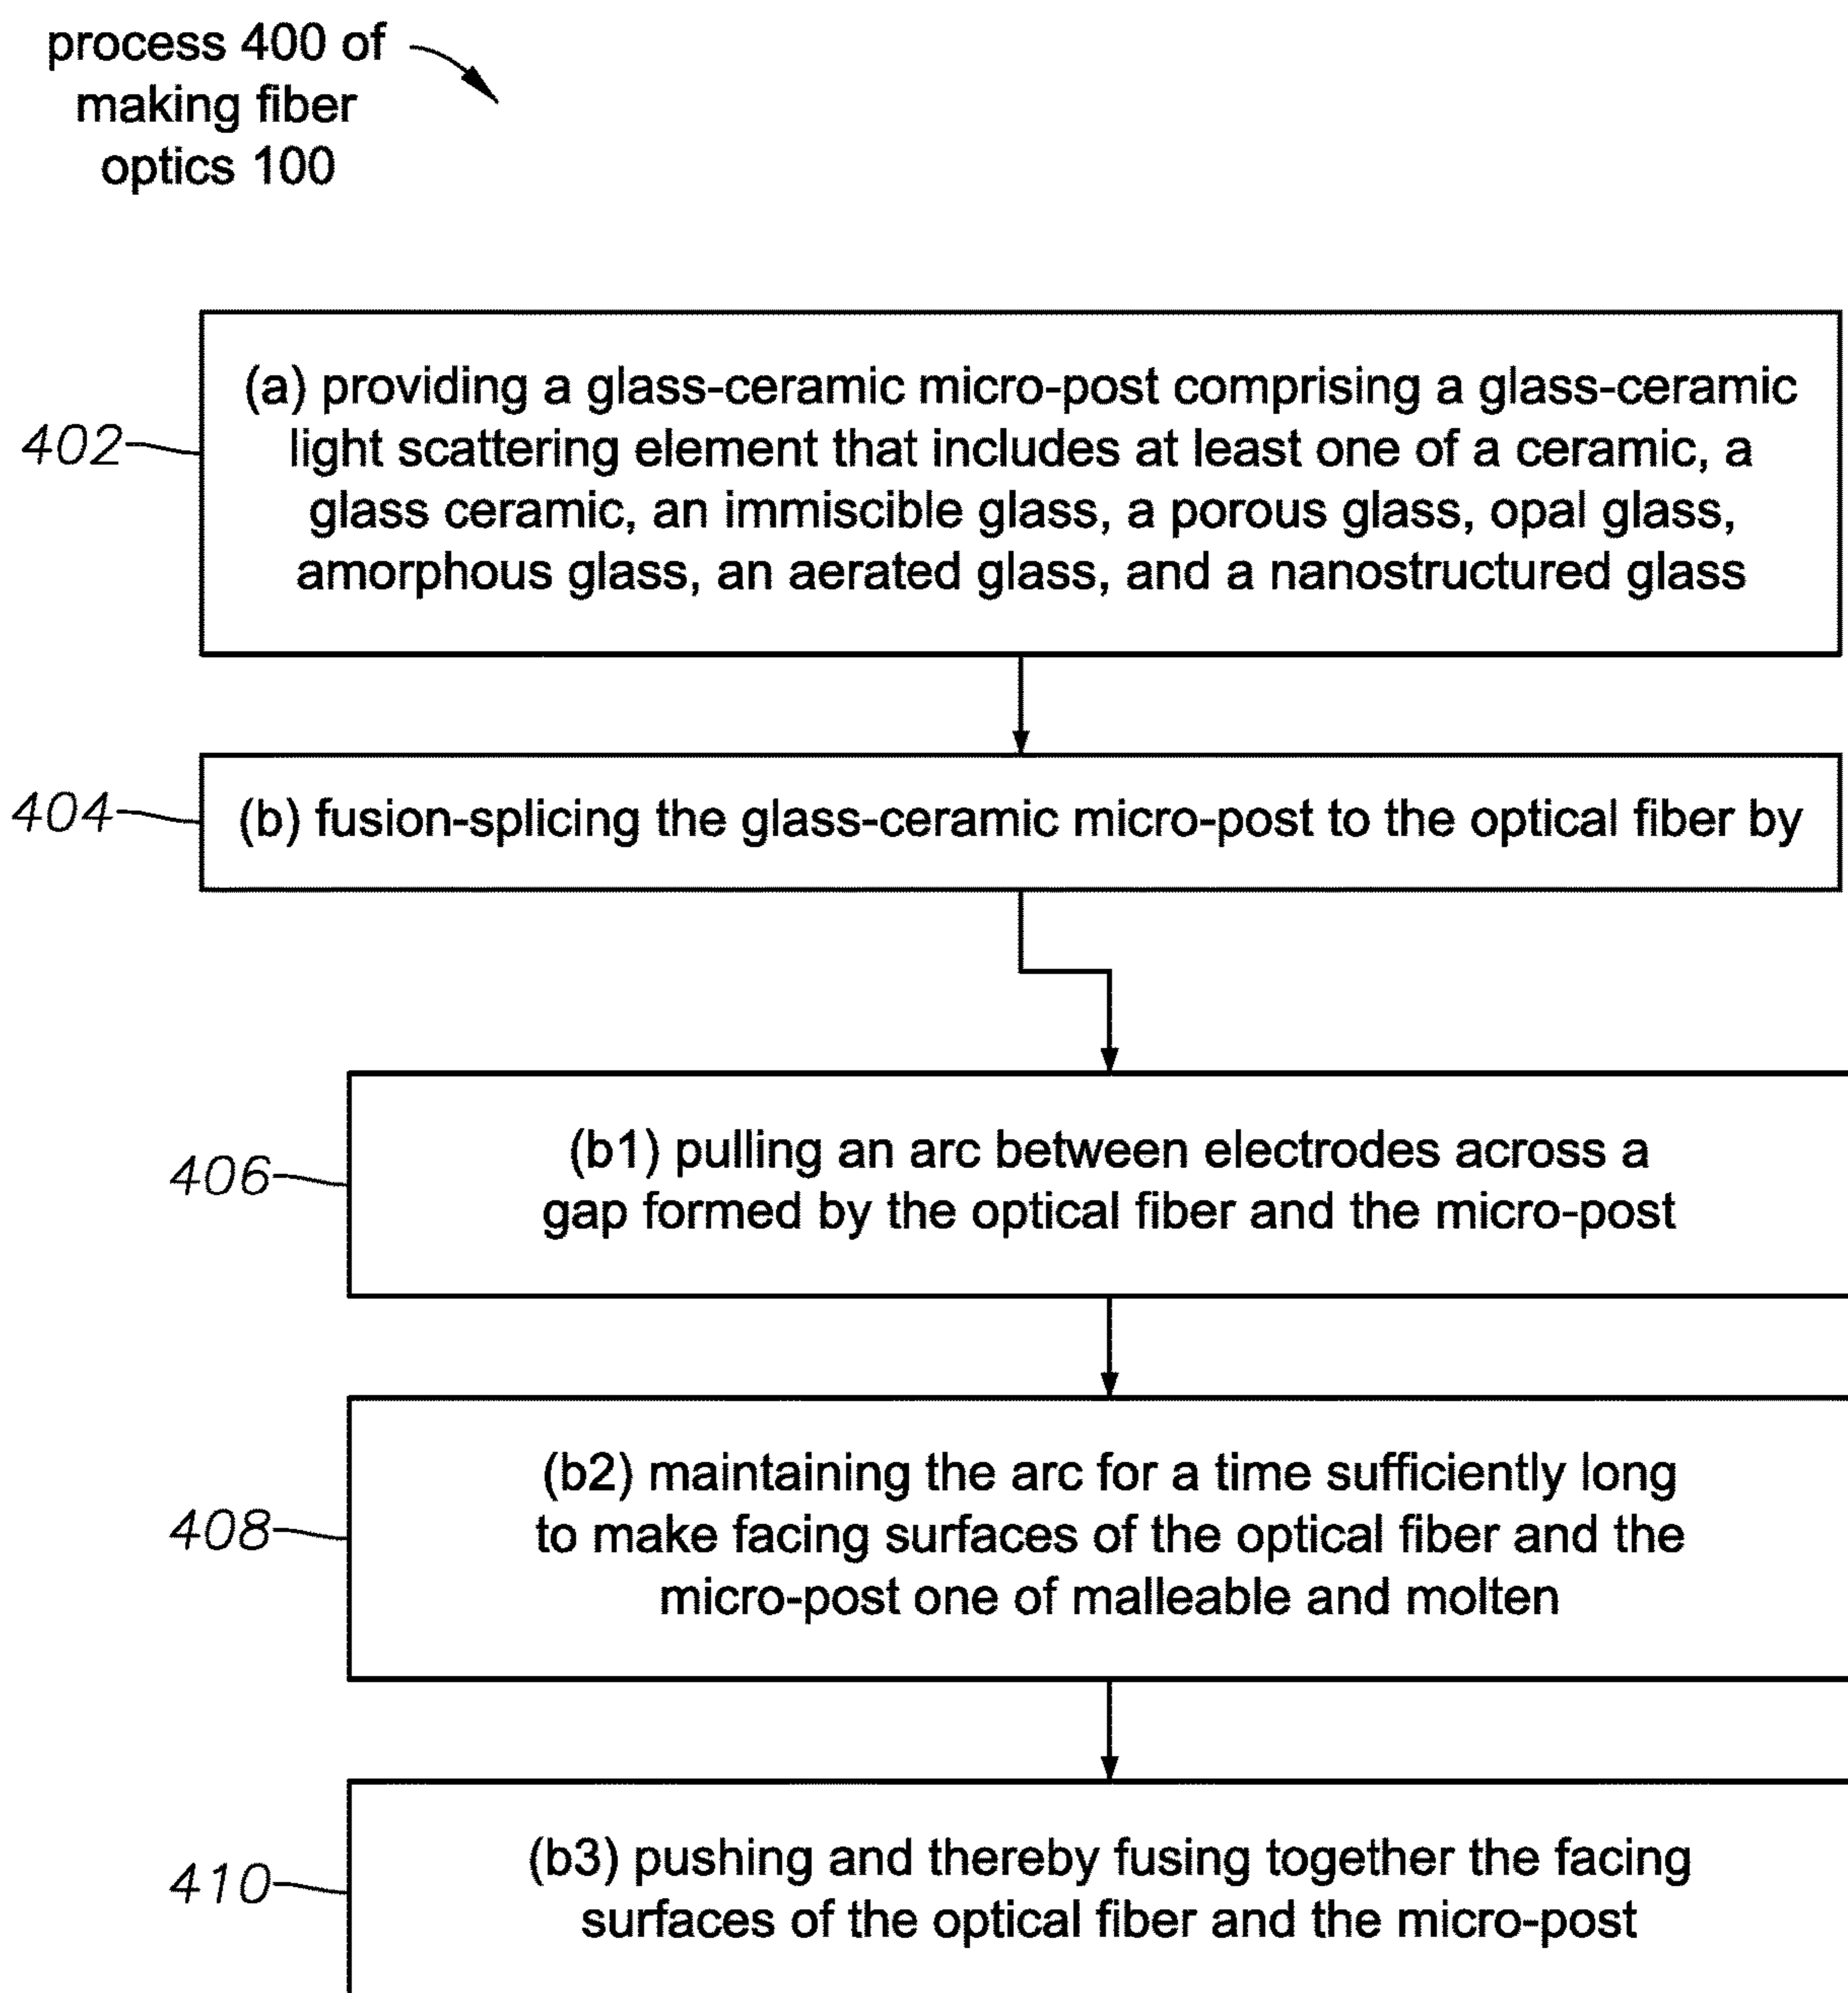 process 400 of
making fiber
optics 100
402
(a) providing a glass-ceramic micro-post comprising a glass-ceramic
light scattering element that includes at least one of a ceramic, a
glass ceramic, an immiscible glass, a porous glass, opal glass,
amorphous glass, an aerated glass, and a nanostructured glass
404
(b) fusion-splicing the glass-ceramic micro-post to the optical fiber by
406
(b1) pulling an arc between electrodes across a
gap formed by the optical fiber and the micro-post
408
(b2) maintaining the arc for a time sufficiently long
to make facing surfaces of the optical fiber and the
micro-post one of malleable and molten
410
(b3) pushing and thereby fusing together the facing
surfaces of the optical fiber and the micro-post